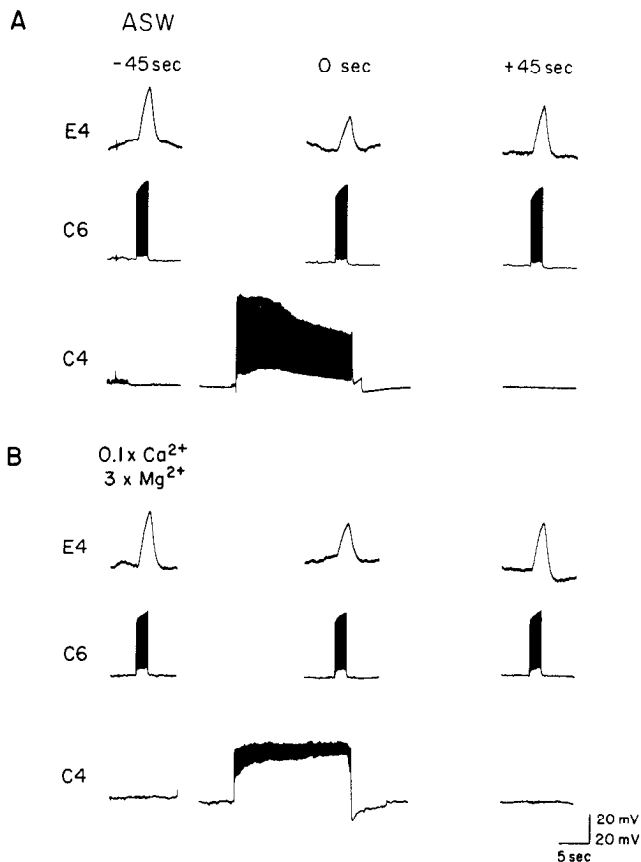 A
ASW
-45 sec
0 sec
+45 sec
E4
C6
C4
B
0.1x Ca²⁺
3 x Mg²⁺
E4
C6
C4
20 mV
20 mV
5 sec